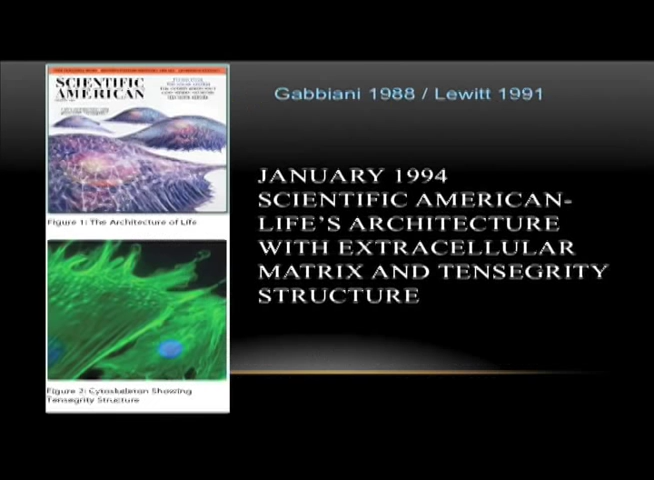 SCIENTIFIC
AMERICAN
Figure 1: The Architecture of Life
Figure 2: Cytoskeleton Showing
Tensegrity Structure
Gabbiani 1988 / Lewitt 1991
JANUARY 1994
SCIENTIFIC AMERICAN-
LIFE'S ARCHITECTURE
WITH EXTRACELLULAR
MATRIX AND TENSEGRITY
STRUCTURE